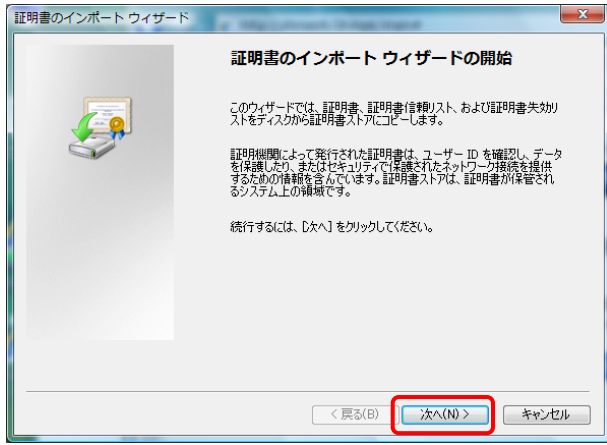 証明書のインポート ウィザード
証明書のインポート ウィザードの開始
このウィザードでは、証明書、証明書信頼リスト、および証明書失効リ
ストをディスクから証明書ストアにコピーします。
証明機関によって発行された証明書は、ユーザー ID を確認し、データ
を保護したり、またはセキュリティで保護されたネットワーク接続を提供
するための情報を含んでいます。証明書ストアは、証明書が保管され
るシステム上の領域です。
続行するには、[次へ] をクリックしてください。
< 戻る(B)
次へ(N) >
キャンセル